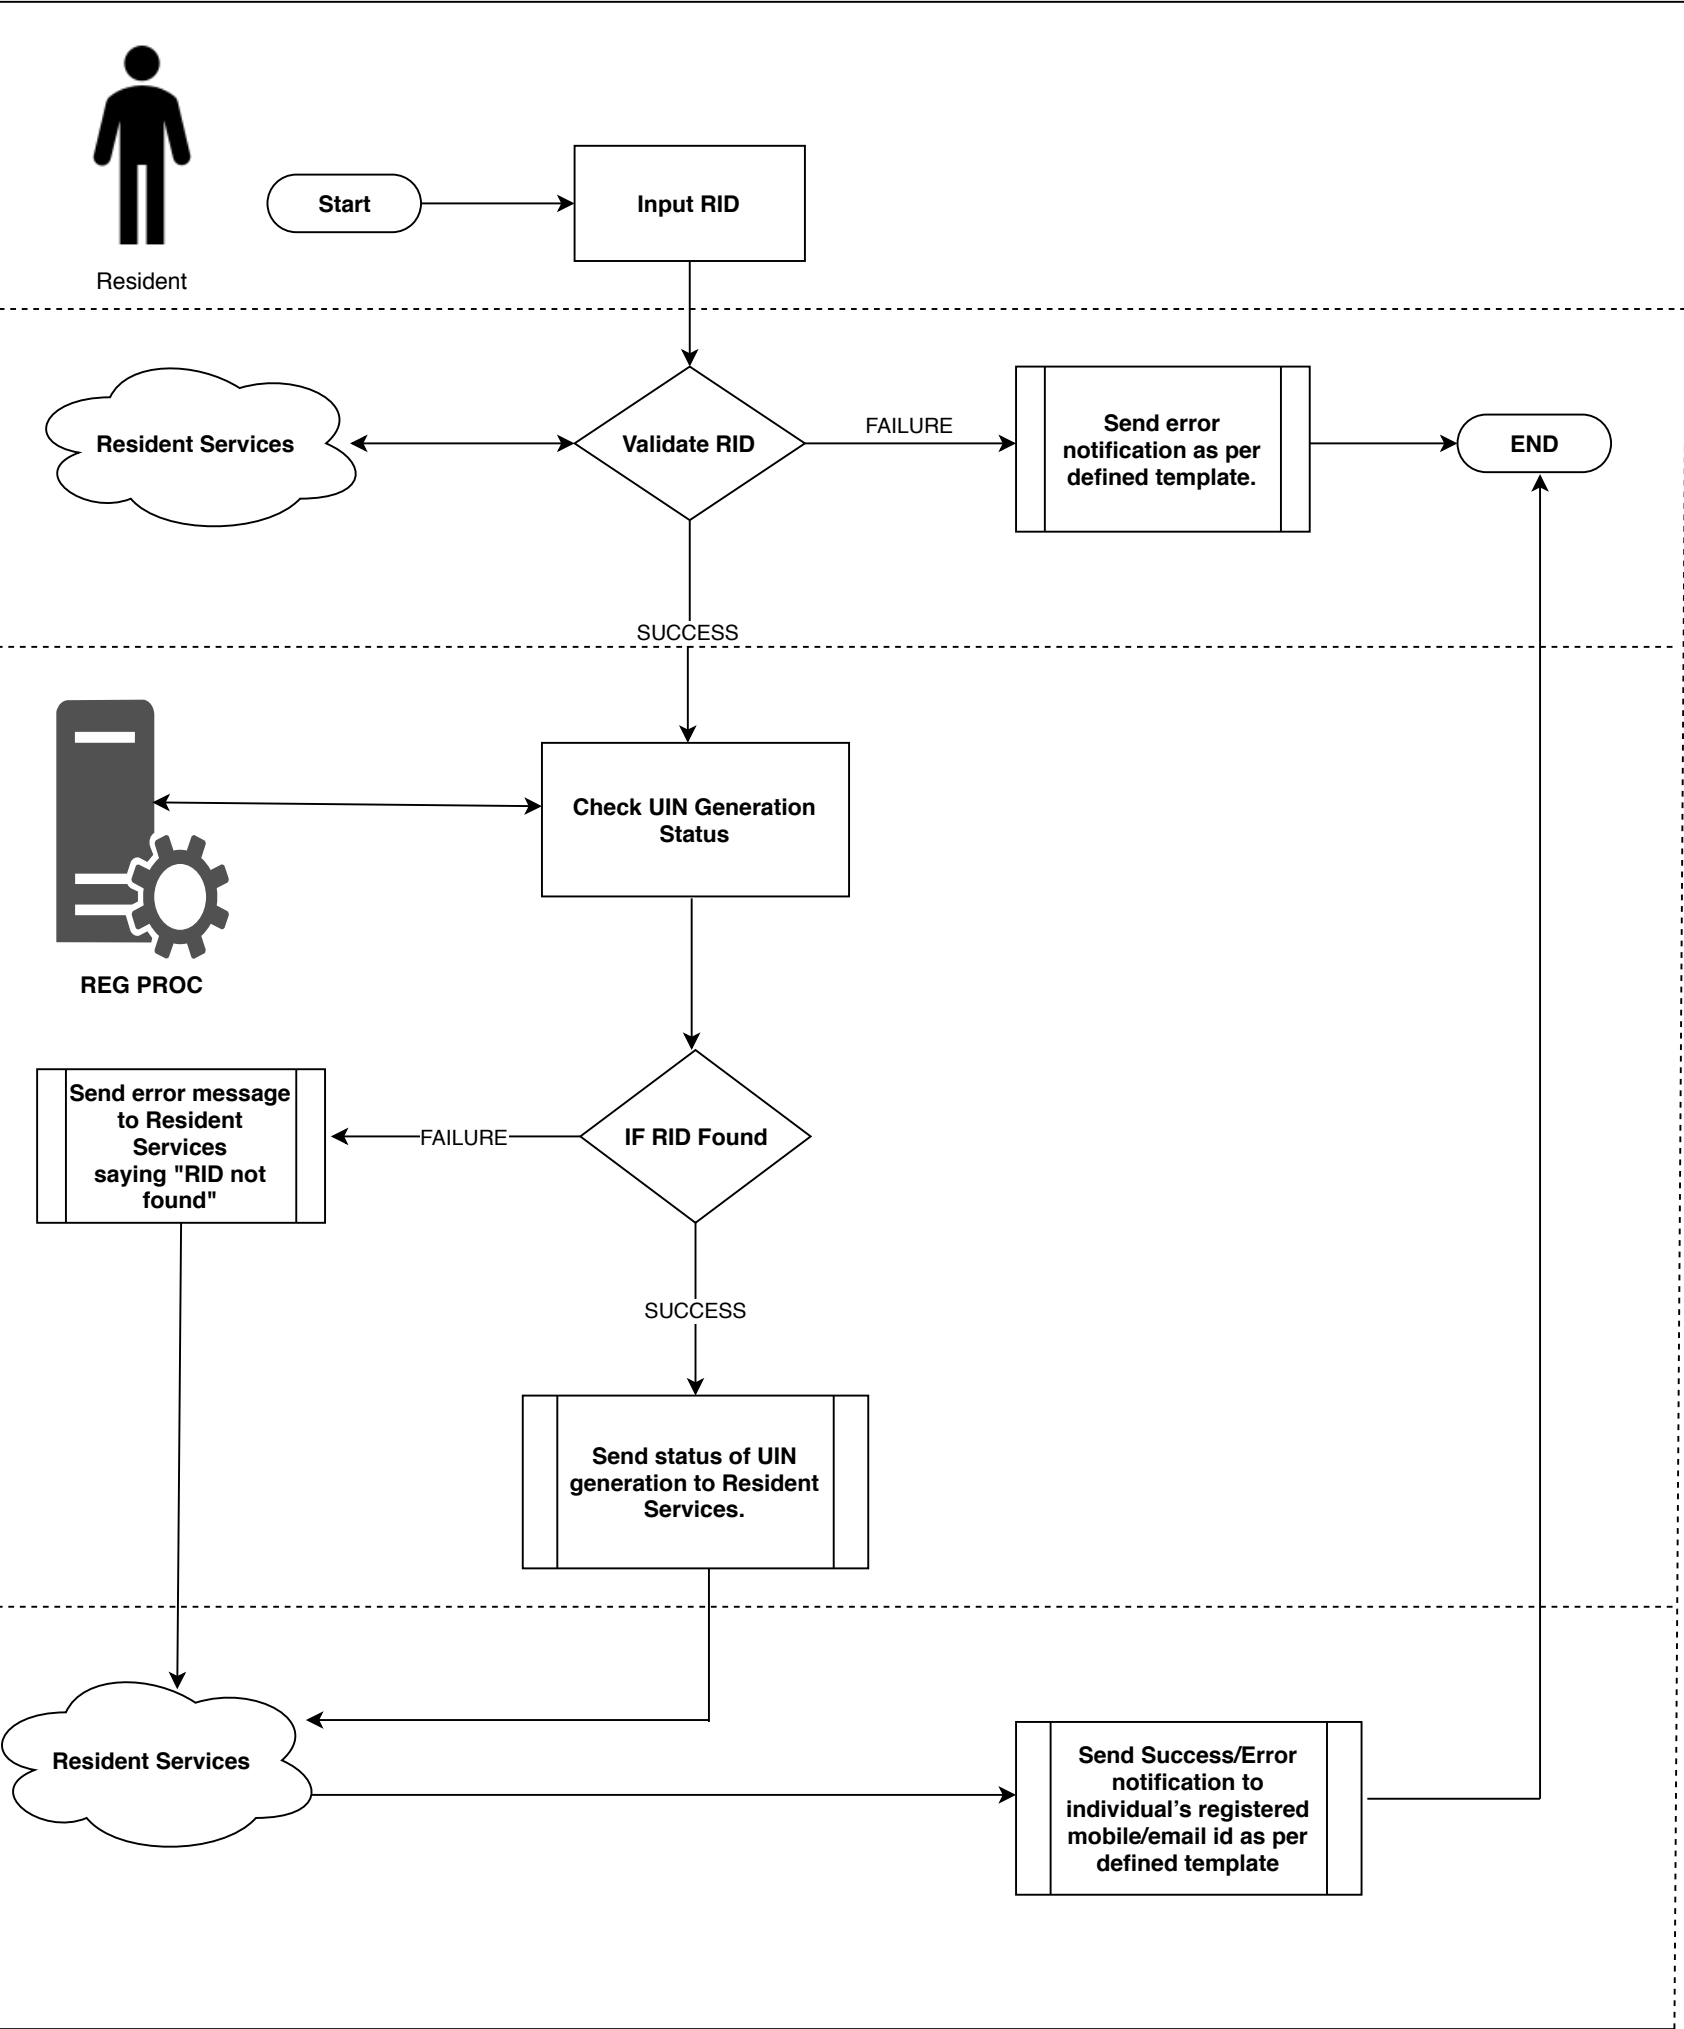 Start
Input RID
Resident
Resident Services
Validate RID
FAILURE
Send error
notification as per
defined template.
END
SUCCESS
Check UIN Generation
Status
REG PROC
Send error message
to Resident
Services
saying "RID not
found"
FAILURE
IF RID Found
SUCCESS
Send status of UIN
generation to Resident
Services.
Resident Services
Send Success/Error
notification to
individual’s registered
mobile/email id as per
defined template